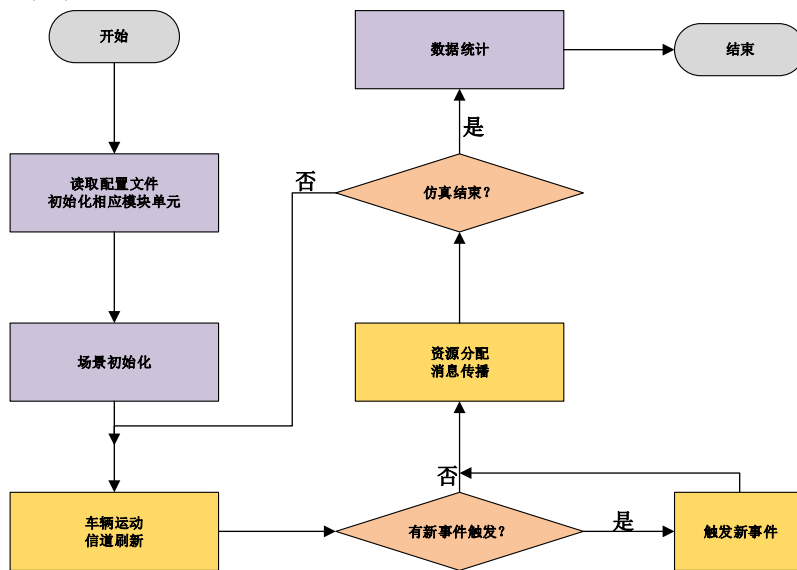 开始
读取配置文件
初始化相应模块单元
场景初始化
车辆运动
信道刷新
有新事件触发？
是
触发新事件
否
资源分配
消息传播
仿真结束？
否
是
数据统计
结束